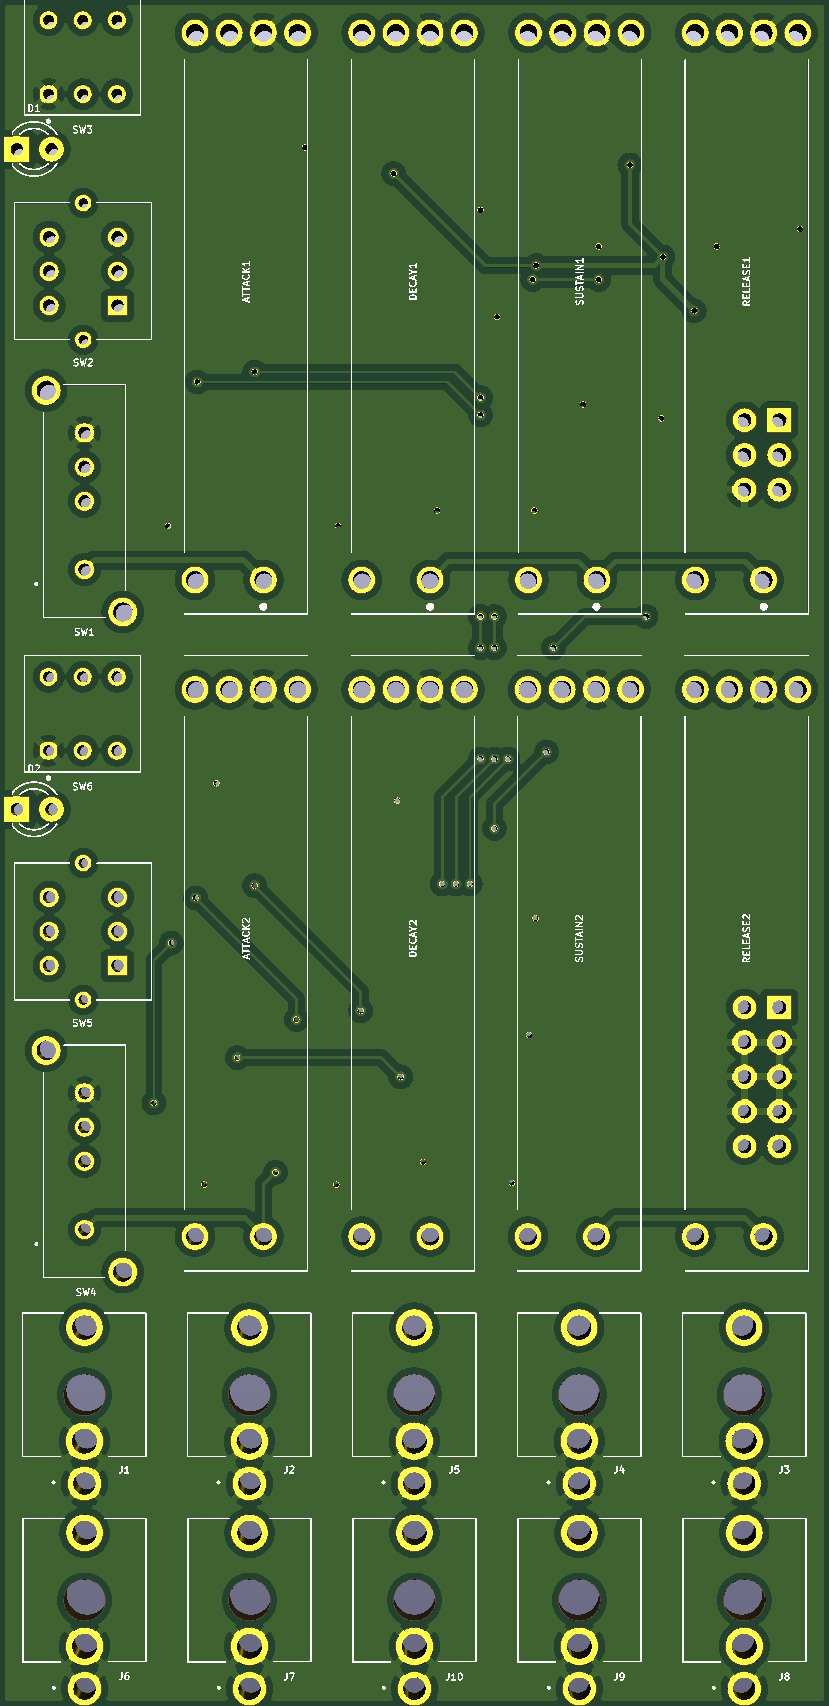 D1
SW3
ATTACK1
DECAY1
SUSTAIN1
RELEASE1
SW2
SW1
D2
SW6
ATTACK2
DECAY2
SUSTAIN2
RELEASE2
SW5
SW4
J1
J2
J5
J4
J3
J6
J7
J10
J9
J8